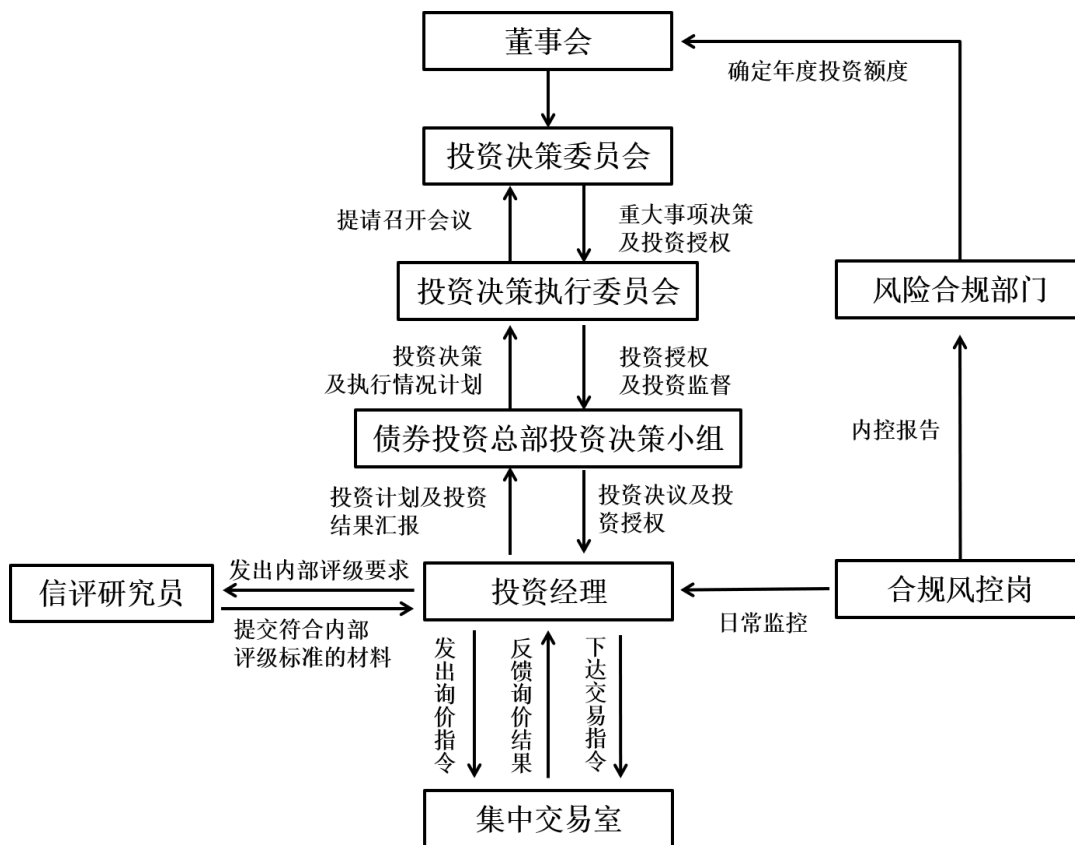 董事会
确定年度投资额度
投资决策委员会
提请召开会议
重大事项决策
及投资授权
投资决策执行委员会
风险合规部门
投资决策
及执行情况计划
投资授权
及投资监督
债券投资总部投资决策小组
内控报告
投资计划及投资
结果汇报
投资决议及投
资授权
发出内部评级要求
信评研究员
投资经理
合规风控岗
提交符合内部
评级标准的材料
日常监控
发出询价指令
反馈询价结果
下达交易指令
集中交易室